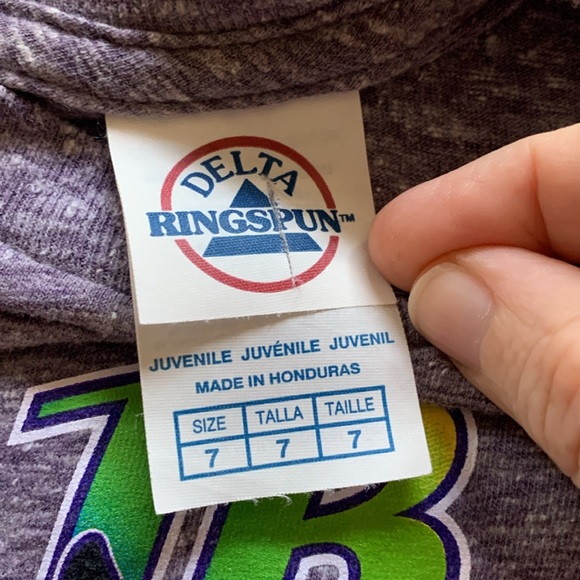 DELTA
RINGSPUN™
JUVENILE JUVÉNILE JUVENIL
MADE IN HONDURAS
SIZE TALLA TAILLE
7 7 7